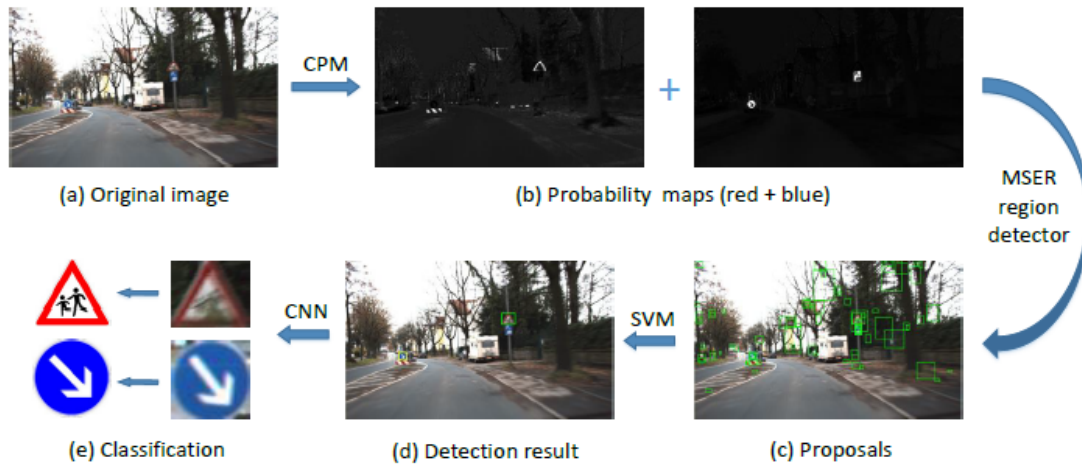 CPM
+
(a) Original image
(b) Probability maps (red + blue)
MSER
region
detector
CNN
SVM
(e) Classification
(d) Detection result
(c) Proposals